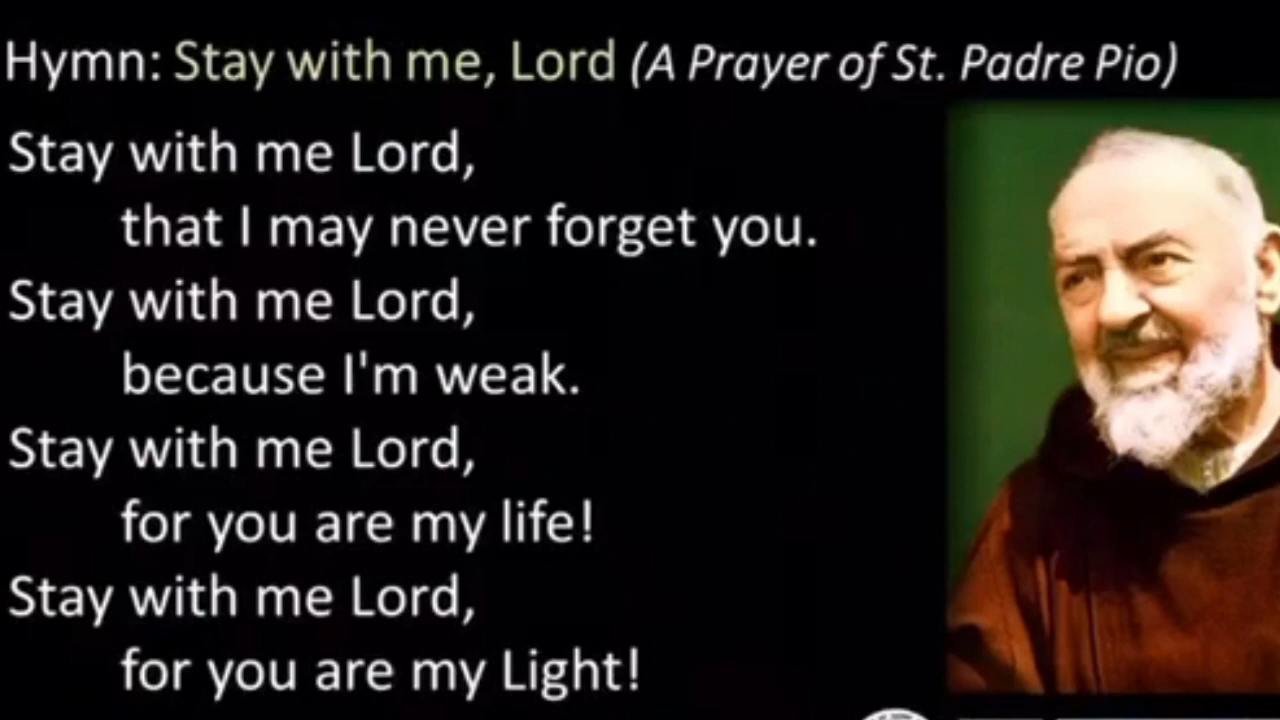 Hymn: Stay with me, Lord (A Prayer of St. Padre Pio)
Stay with me Lord,
that I may never forget you.
Stay with me Lord,
because I'm weak.
Stay with me Lord,
for you are my life!
Stay with me Lord,
for you are my Light!